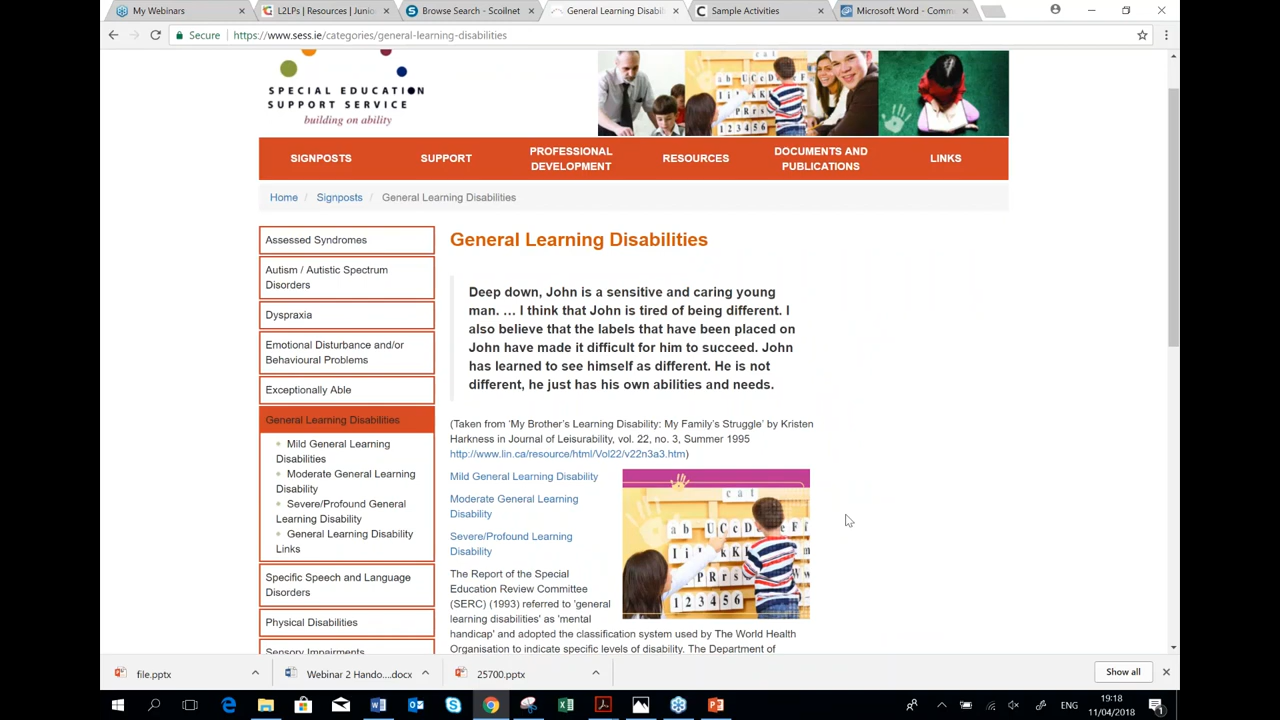 My Webinars
L2LPs | Resources | Junio
Browse Search - Scoilnet
General Learning Disabili
Sample Activities
Microsoft Word - Comm
Secure
https://www.sess.ie/categories/general-learning-disabilities
SPECIAL EDUCATION
SUPPORT SERVICE
building on ability
SIGNPOSTS
SUPPORT
PROFESSIONAL
DEVELOPMENT
RESOURCES
DOCUMENTS AND
PUBLICATIONS
LINKS
Home / Signposts / General Learning Disabilities
Assessed Syndromes
Autism / Autistic Spectrum
Disorders
Dyspraxia
Emotional Disturbance and/or
Behavioural Problems
Exceptionally Able
General Learning Disabilities
Mild General Learning
Disabilities
Moderate General Learning
Disability
Severe/Profound General
Learning Disability
General Learning Disability
Links
Specific Speech and Language
Disorders
Physical Disabilities
Sensory Impairments
General Learning Disabilities
Deep down, John is a sensitive and caring young
man. … I think that John is tired of being different. I
also believe that the labels that have been placed on
John have made it difficult for him to succeed. John
has learned to see himself as different. He is not
different, he just has his own abilities and needs.
(Taken from 'My Brother's Learning Disability: My Family's Struggle' by Kristen
Harkness in Journal of Leisurability, vol. 22, no. 3, Summer 1995
http://www.lin.ca/resource/html/Vol22/v22n3a3.htm)
Mild General Learning Disability
Moderate General Learning
Disability
Severe/Profound Learning
Disability
The Report of the Special
Education Review Committee
(SERC) (1993) referred to 'general
learning disabilities' as 'mental
handicap' and adopted the classification system used by The World Health
Organisation to indicate specific levels of disability. The Department of
cat
123456
file.pptx
Webinar 2 Hando....docx
25700.pptx
Show all
ENG
19:18
11/04/2018
1